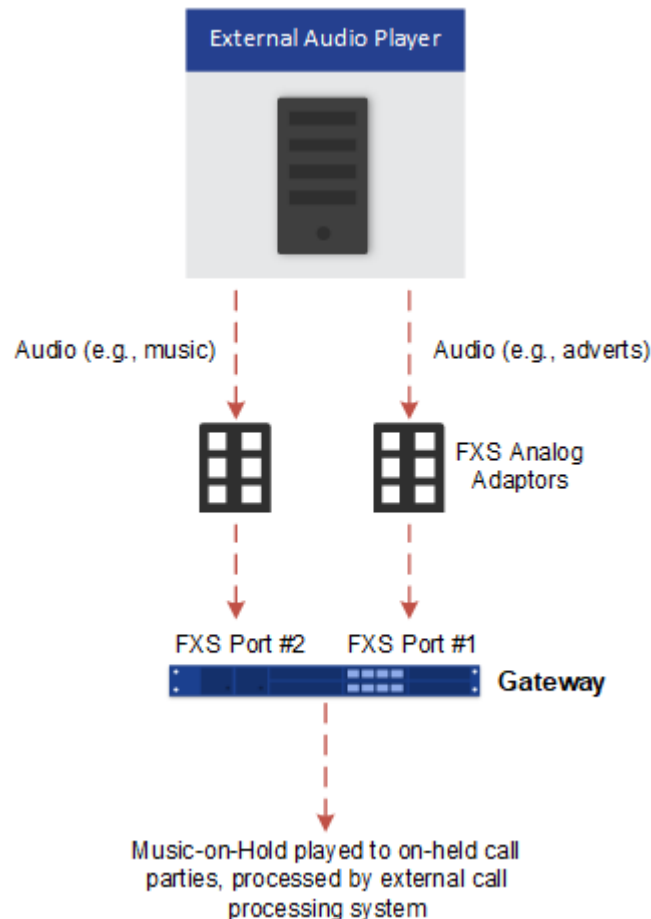 External Audio Player
Audio (e.g., music)
Audio (e.g., adverts)
FXS Analog
Adaptors
FXS Port #2
FXS Port #1
Gateway
Music-on-Hold played to on-held call
parties, processed by external call
processing system